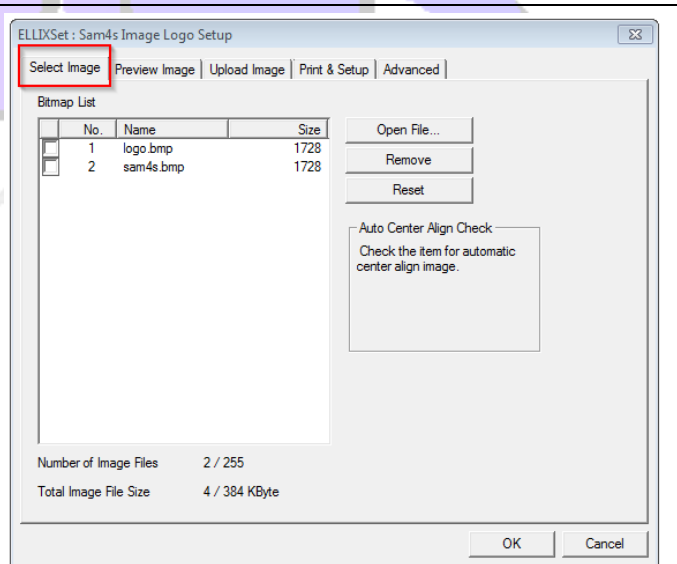 ELLIXSet : Sam4s Image Logo Setup
Select Image Preview Image Upload Image Print & Setup Advanced
Bitmap List
No. Name Size
1 logo.bmp 1728
2 sam4s.bmp 1728
Open File...
Remove
Reset
Auto Center Align Check
Check the item for automatic
center align image.
Number of Image Files 2 / 255
Total Image File Size 4 / 384 KByte
OK Cancel